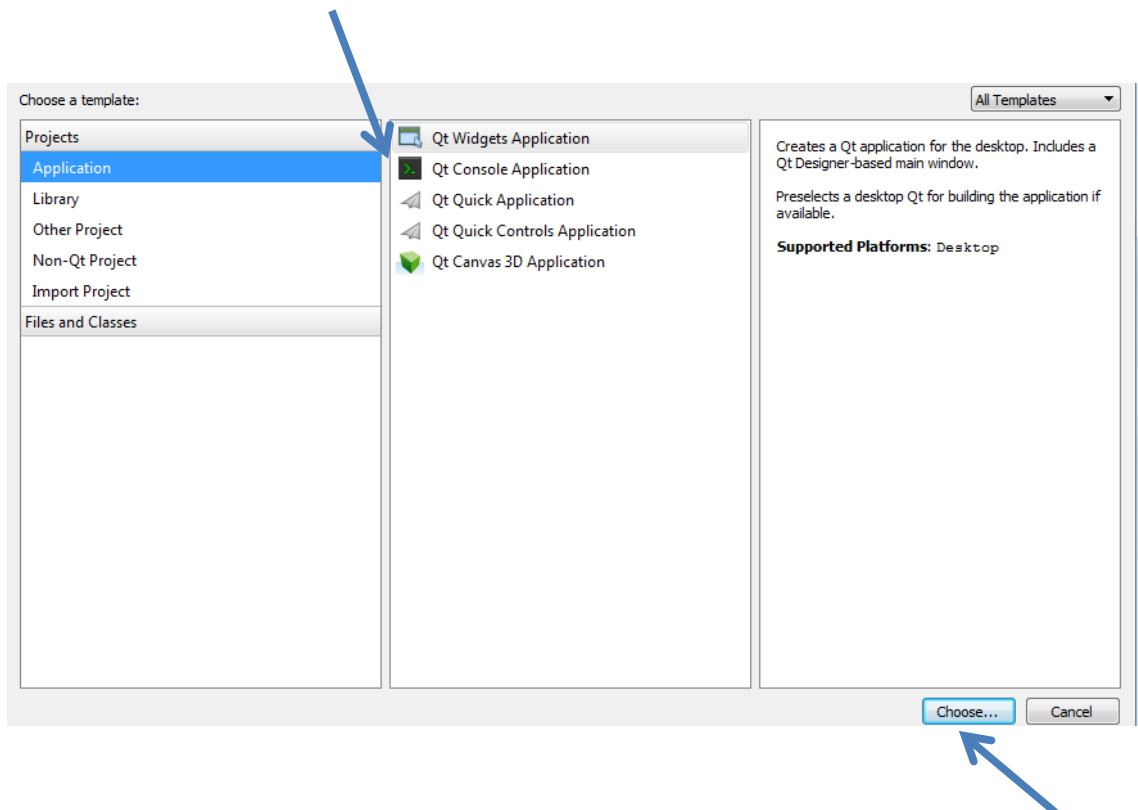 Choose a template:
All Templates
Projects
Application
Library
Other Project
Non-Qt Project
Import Project
Files and Classes
Qt Widgets Application
Qt Console Application
Qt Quick Application
Qt Quick Controls Application
Qt Canvas 3D Application
Creates a Qt application for the desktop. Includes a
Qt Designer-based main window.
Preselects a desktop Qt for building the application if
available.
Supported Platforms: Desktop
Choose...
Cancel